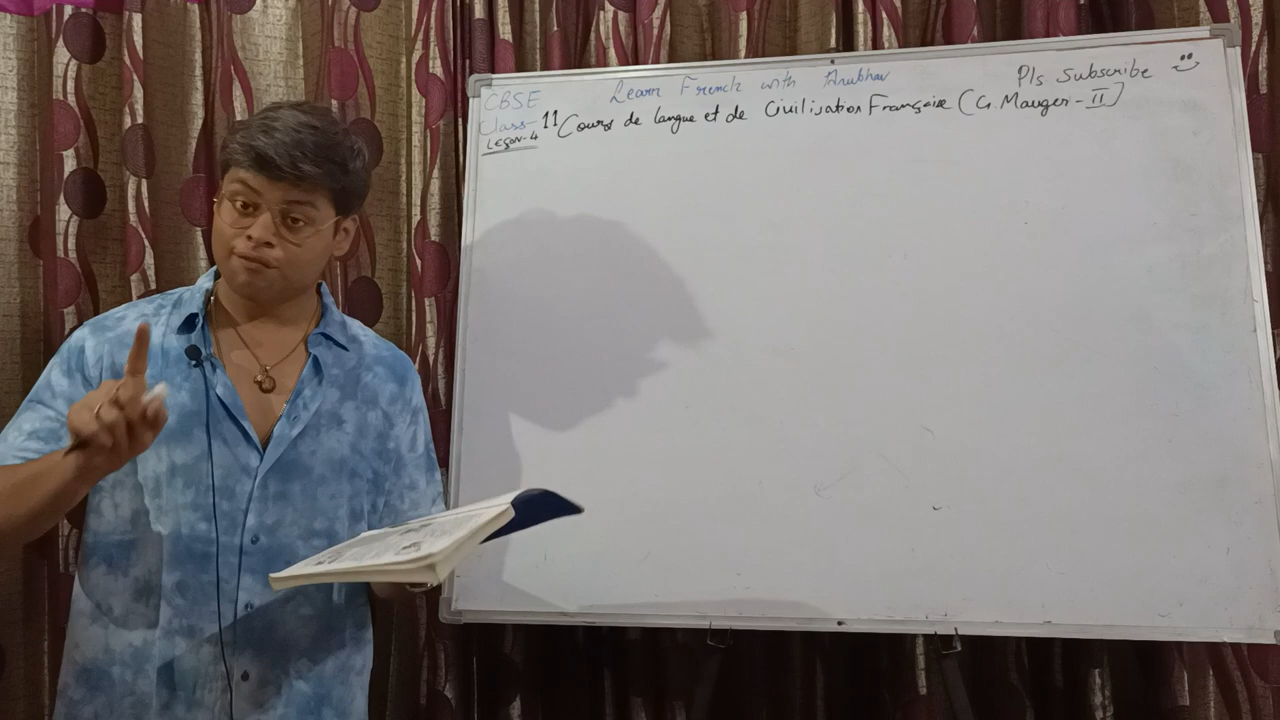 CBSE Learn French with Anubhav Pls Subscribe
Class-11 Cours de langue et de Civilisation Française (G. Mauger-II)
LEÇON-4